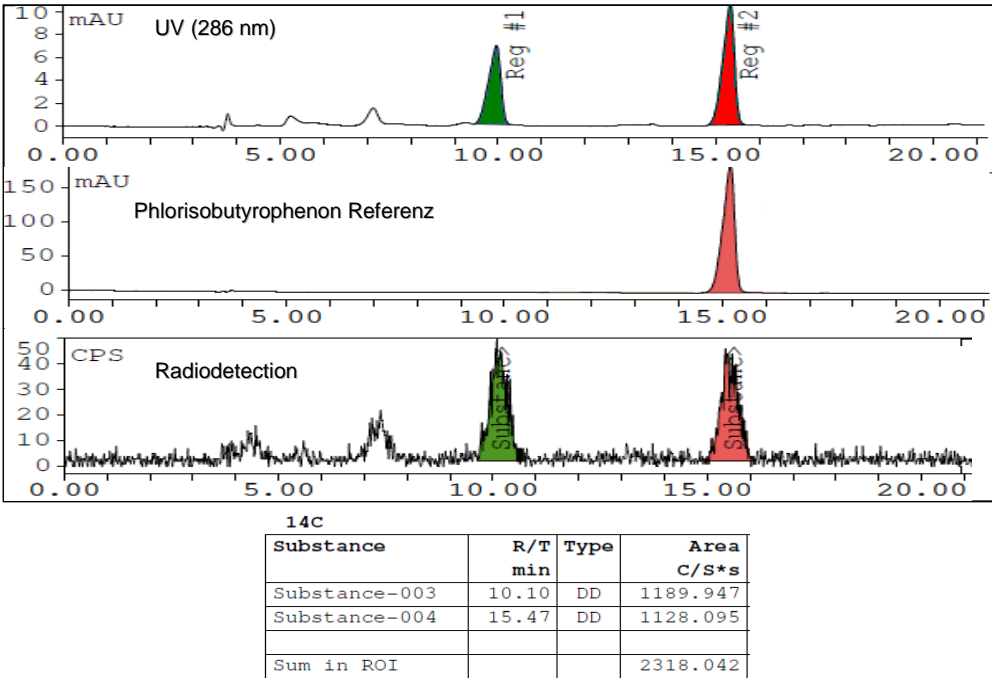 10 mAU
UV (286 nm)
Reg #1
Reg #2
8
6
4
2
0
0.00 5.00 10.00 15.00 20.00
150 mAU
Phlorisobutyrophenon Referenz
100
50
0
0.00 5.00 10.00 15.00 20.00
50 CPS
40
Radiodetection
Substance>
Substance>
30
20
10
0
0.00 5.00 10.00 15.00 20.00
14C
Substance R/T Type Area
min C/S*s
Substance-003 10.10 DD 1189.947
Substance-004 15.47 DD 1128.095
Sum in ROI 2318.042